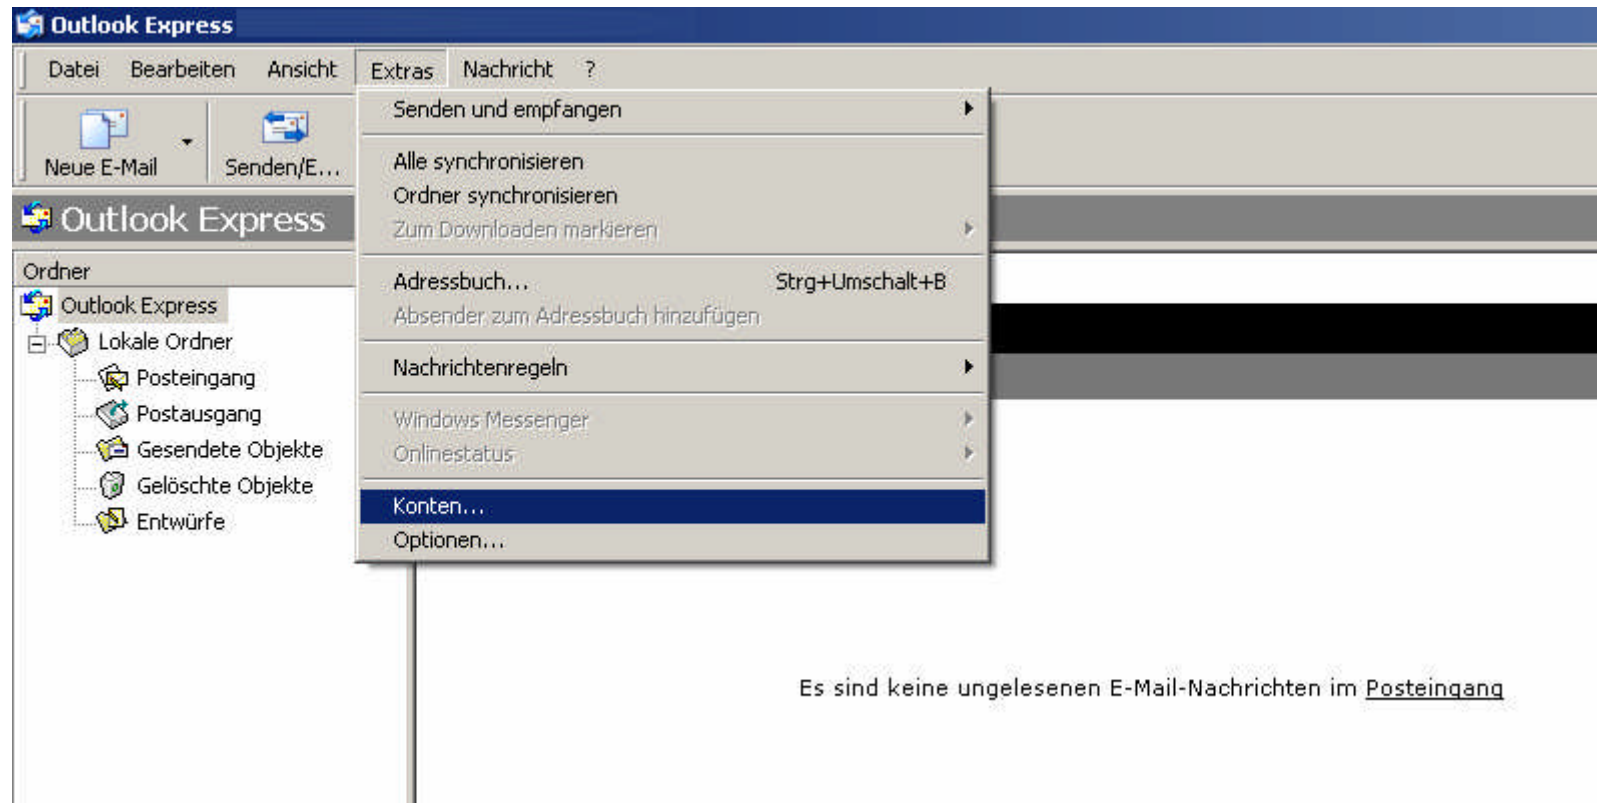 Outlook Express
Datei Bearbeiten Ansicht Extras Nachricht ?
Neue E-Mail Senden/E...
Outlook Express
Senden und empfangen
Alle synchronisieren
Ordner synchronisieren
Zum Downloaden markieren
Adressbuch... Strg+Umschalt+B
Absender zum Adressbuch hinzufügen
Nachrichtenregeln
Windows Messenger
Onlinestatus
Konten...
Optionen...
Ordner
Outlook Express
Lokale Ordner
Posteingang
Postausgang
Gesendete Objekte
Gelöschte Objekte
Entwürfe
Es sind keine ungelesenen E-Mail-Nachrichten im Posteingang